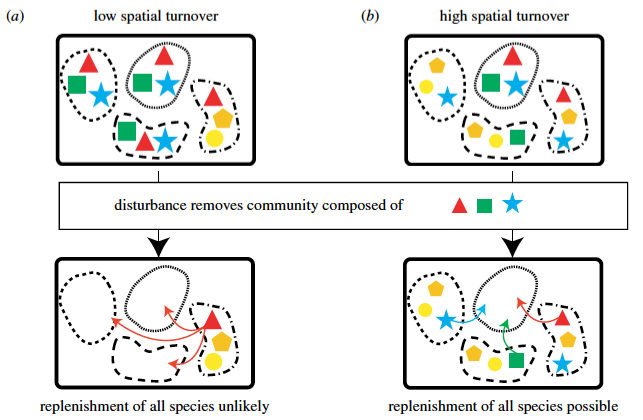 (a) low spatial turnover
(b) high spatial turnover
disturbance removes community composed of
replenishment of all species unlikely
replenishment of all species possible